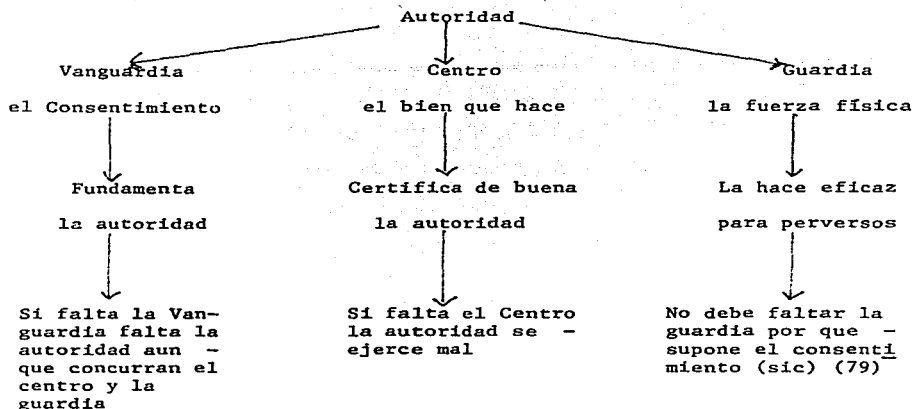 Autoridad
Vanguardia
el Consentimiento
Fundamenta
la autoridad
Si falta la Van-
guardia falta la
autoridad aun -
que concurran el
centro y la
guardia
Centro
el bien que hace
Certifica de buena
la autoridad
Si falta el Centro
la autoridad se -
ejerce mal
Guardia
la fuerza física
La hace eficaz
para perversos
No debe faltar la
guardia por que -
supone el consenti
miento (sic) (79)